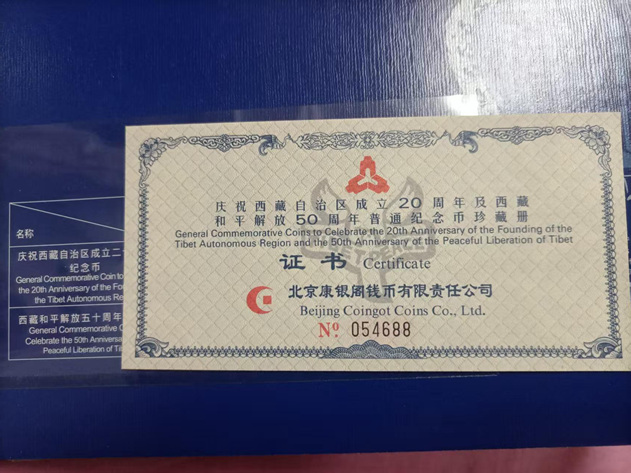 庆祝西藏自治区成立20周年及西藏
和平解放50周年普通纪念币珍藏册
General Commemorative Coins to Celebrate the 20th Anniversary of the Founding of the
Tibet Autonomous Region and the 50th Anniversary of the Peaceful Liberation of Tibet
证书 Certificate
北京康银阁钱币有限责任公司
Beijing Coingot Coins Co., Ltd.
No 054688
名称
庆祝西藏自治区成立二
纪念币
General Commemorative Coin to
the 20th Anniversary of the Fou
the Tibet Autonomous Re
西藏和平解放五十周年
General Commemorative C
Celebrate the 50th Anniversa
Peaceful Liberation of Tibet